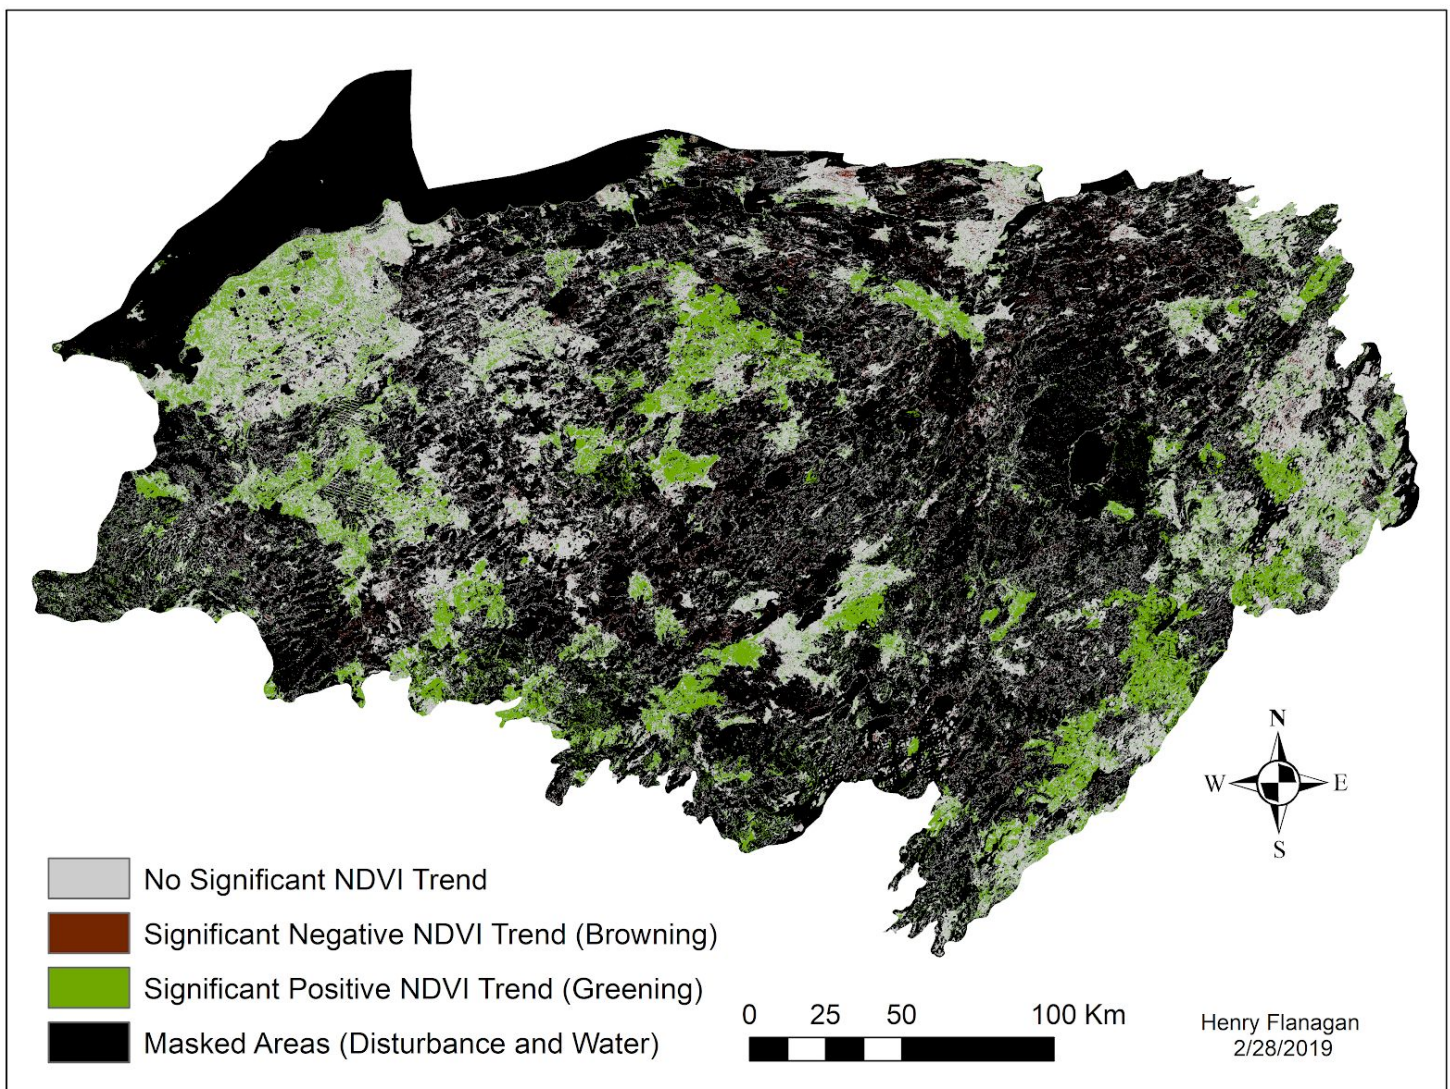 N
W E
S
No Significant NDVI Trend
Significant Negative NDVI Trend (Browning)
Significant Positive NDVI Trend (Greening)
Masked Areas (Disturbance and Water)
0 25 50 100 Km
Henry Flanagan
2/28/2019